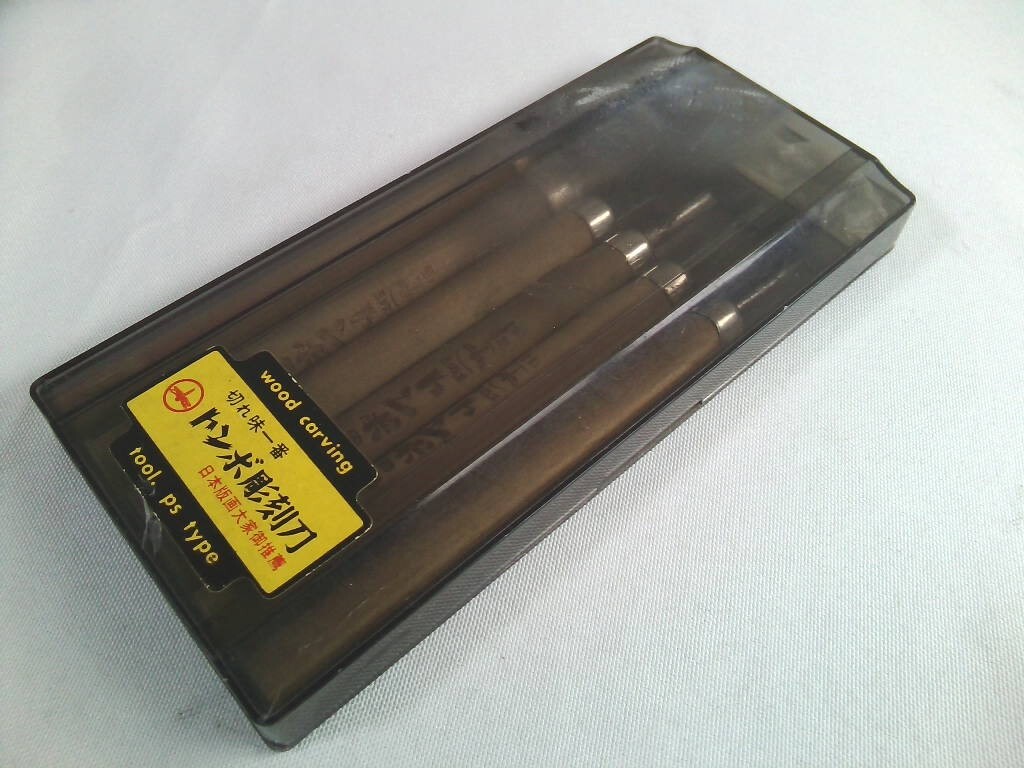 wood carving
切れ味一番
トンボ彫刻刀
日本版画大家御推薦
tool. ps type